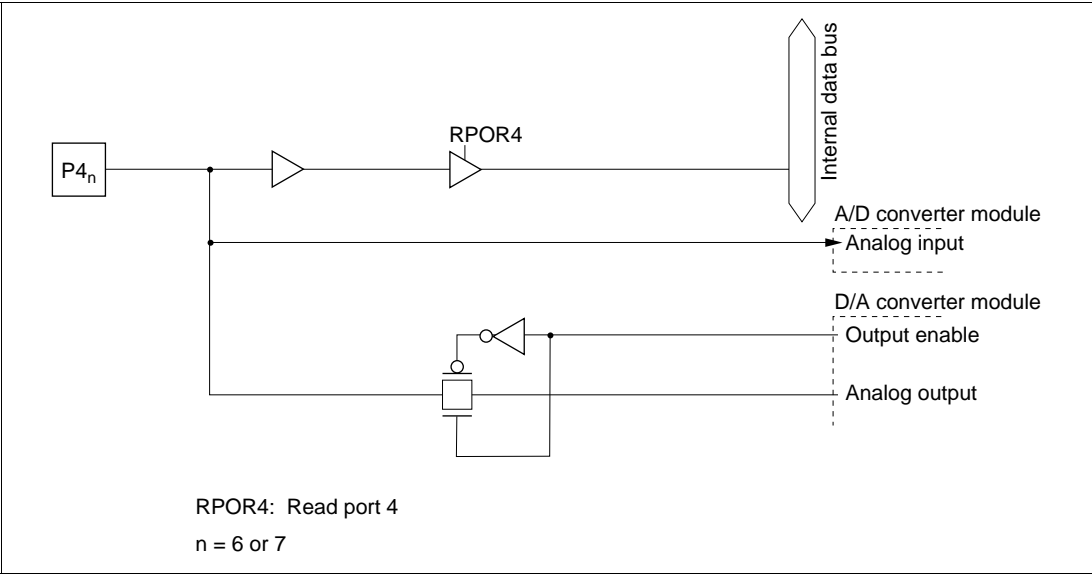 Internal data bus
RPOR4
P4n
A/D converter module
Analog input
D/A converter module
Output enable
Analog output
RPOR4: Read port 4
n = 6 or 7